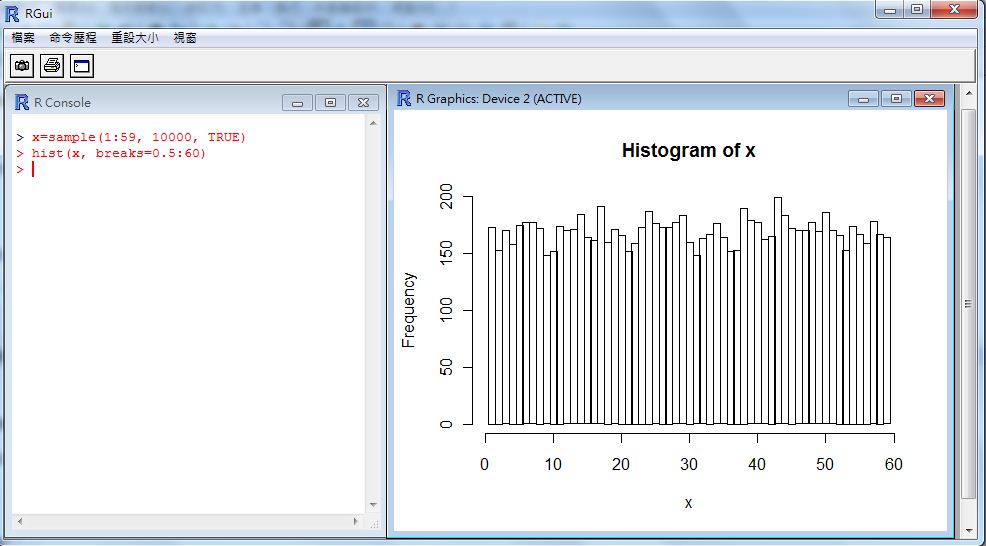 RGui
檔案 命令歷程 重設大小 視窗
R Console
> x=sample(1:59, 10000, TRUE)
> hist(x, breaks=0.5:60)
>
R Graphics: Device 2 (ACTIVE)
Histogram of x
Frequency
200
150
100
50
0
0 10 20 30 40 50 60
x